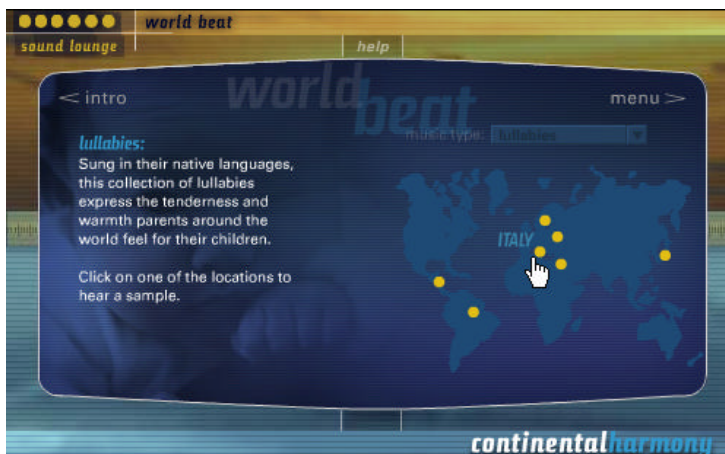 world beat
sound lounge
help
< intro
world beat
menu >
music type: lullabies
lullabies:
Sung in their native languages,
this collection of lullabies
express the tenderness and
warmth parents around the
world feel for their children.
Click on one of the locations to
hear a sample.
ITALY
continentalharmony